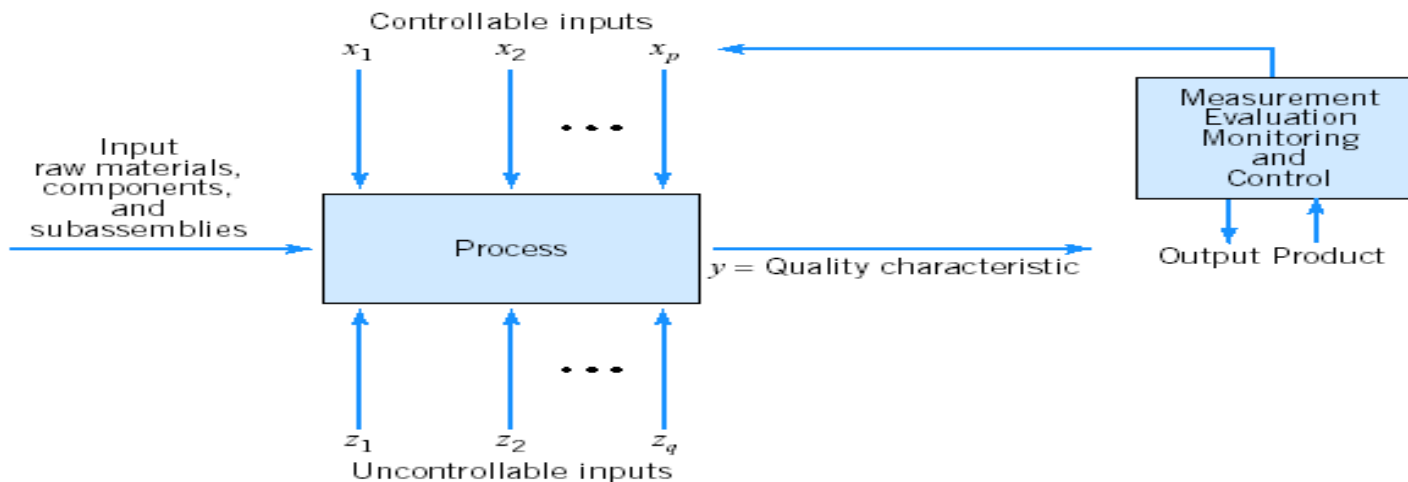 Controllable inputs
x₁ x₂ xₚ
Measurement
Evaluation
Monitoring
and
Control
Input
raw materials,
components,
and
subassemblies
Process
y = Quality characteristic
Output Product
z₁ z₂ z_q
Uncontrollable inputs